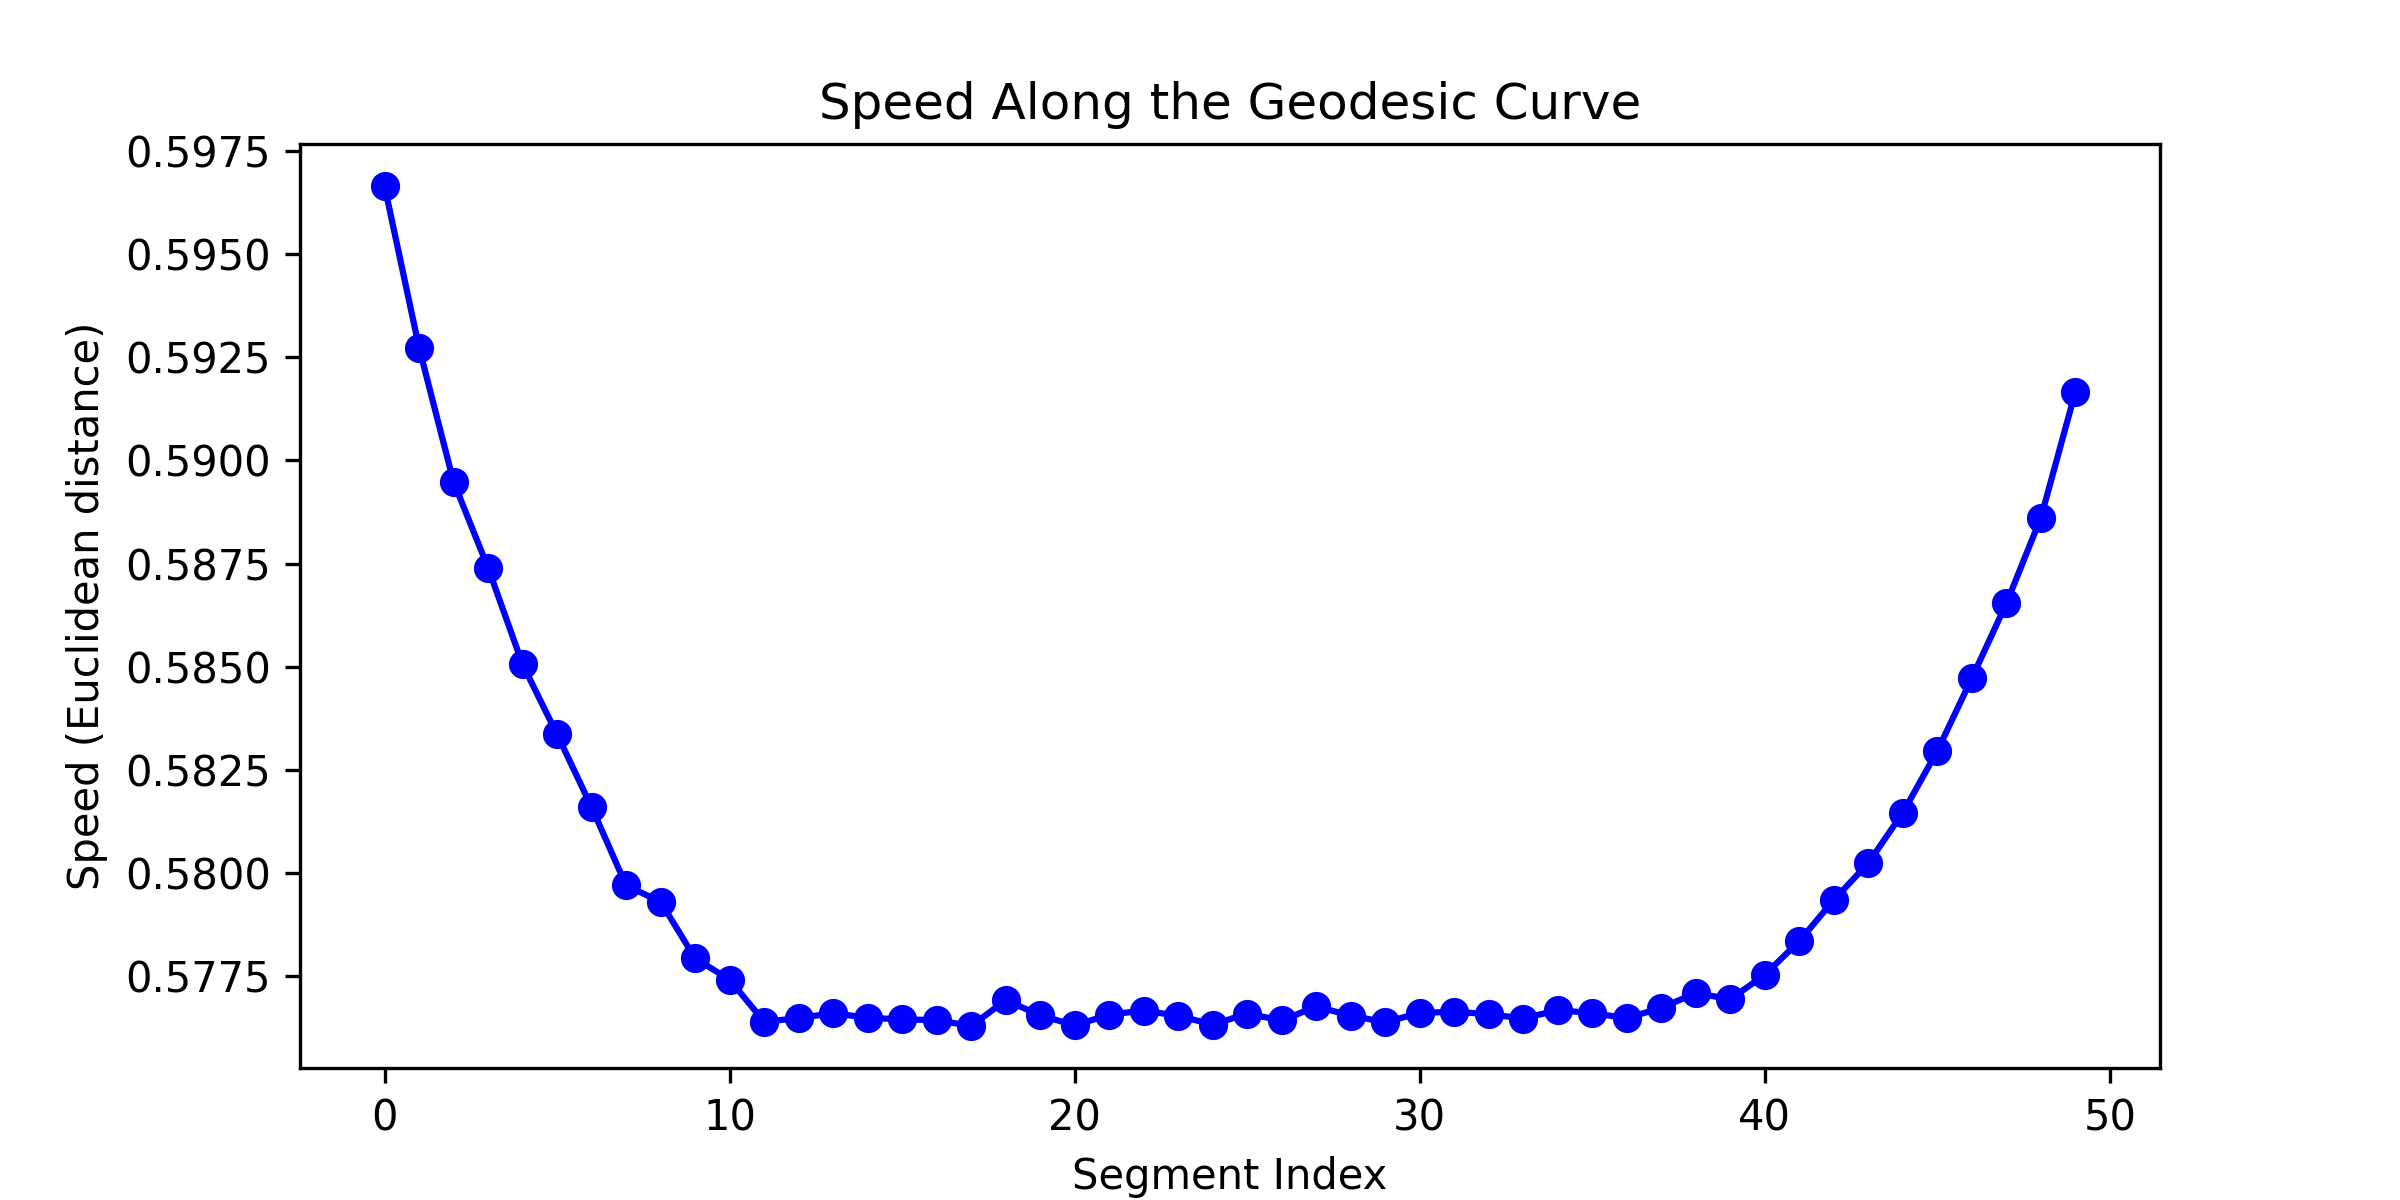 Speed Along the Geodesic Curve
0.5975
0.5950
0.5925
0.5900
0.5875
0.5850
0.5825
0.5800
0.5775
Speed (Euclidean distance)
0 10 20 30 40 50
Segment Index